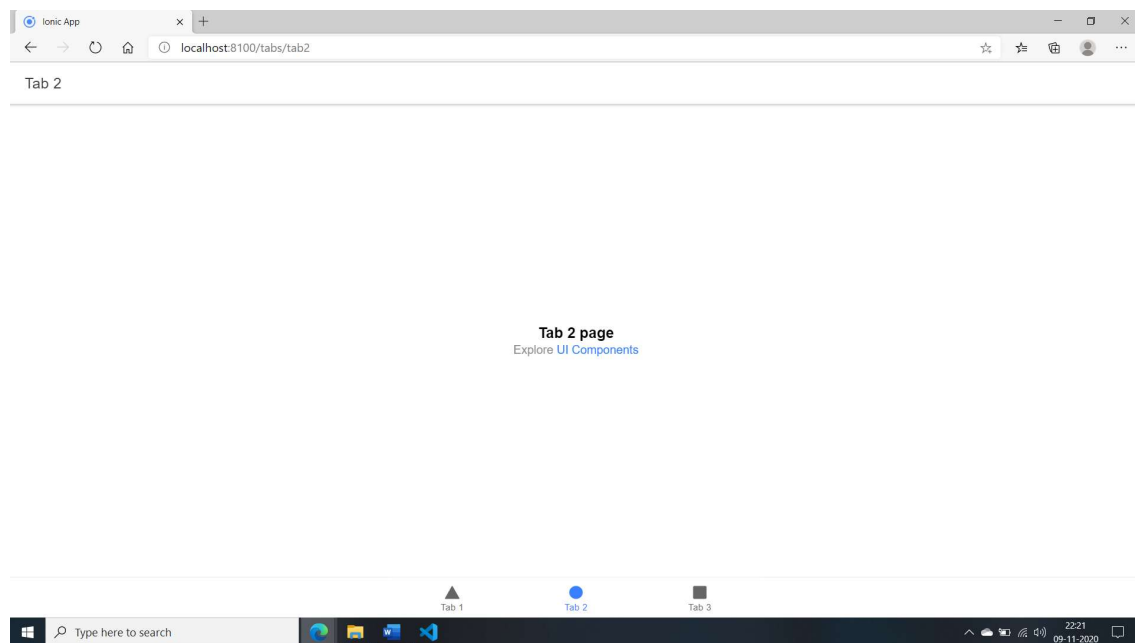 Ionic App
localhost:8100/tabs/tab2
Tab 2
Tab 2 page
Explore UI Components
Tab 1 Tab 2 Tab 3
Type here to search
22:21
09-11-2020